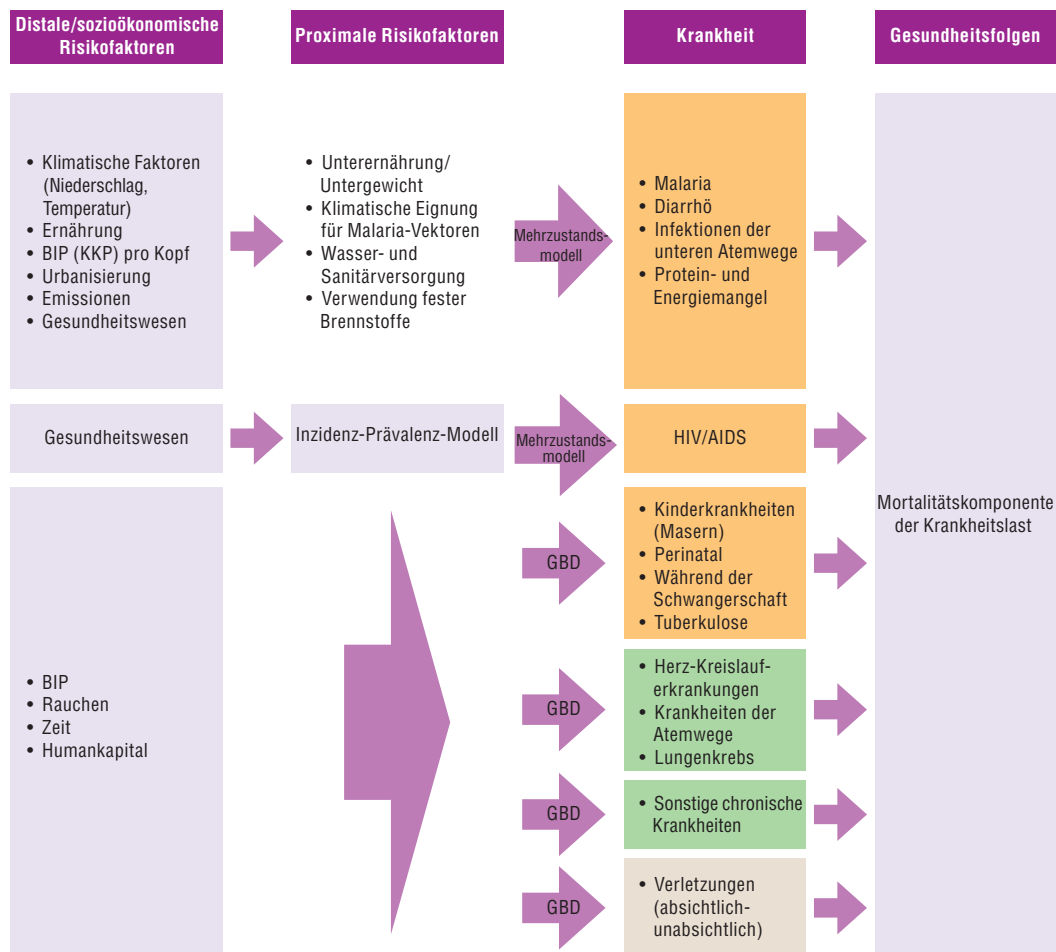 Distale/sozioökonomische
Risikofaktoren
Proximale Risikofaktoren
Krankheit
Gesundheitsfolgen
• Klimatische Faktoren
(Niederschlag,
Temperatur)
• Ernährung
• BIP (KKP) pro Kopf
• Urbanisierung
• Emissionen
• Gesundheitswesen
• Unterernährung/
Untergewicht
• Klimatische Eignung
für Malaria-Vektoren
• Wasser- und
Sanitärversorgung
• Verwendung fester
Brennstoffe
Mehrzustands-
modell
• Malaria
• Diarrhö
• Infektionen der
unteren Atemwege
• Protein- und
Energiemangel
Gesundheitswesen
Inzidenz-Prävalenz-Modell
Mehrzustands-
modell
HIV/AIDS
• BIP
• Rauchen
• Zeit
• Humankapital
GBD
• Kinderkrankheiten
(Masern)
• Perinatal
• Während der
Schwangerschaft
• Tuberkulose
GBD
• Herz-Kreislauf-
erkrankungen
• Krankheiten der
Atemwege
• Lungenkrebs
GBD
• Sonstige chronische
Krankheiten
GBD
• Verletzungen
(absichtlich-
unabsichtlich)
Mortalitätskomponente
der Krankheitslast